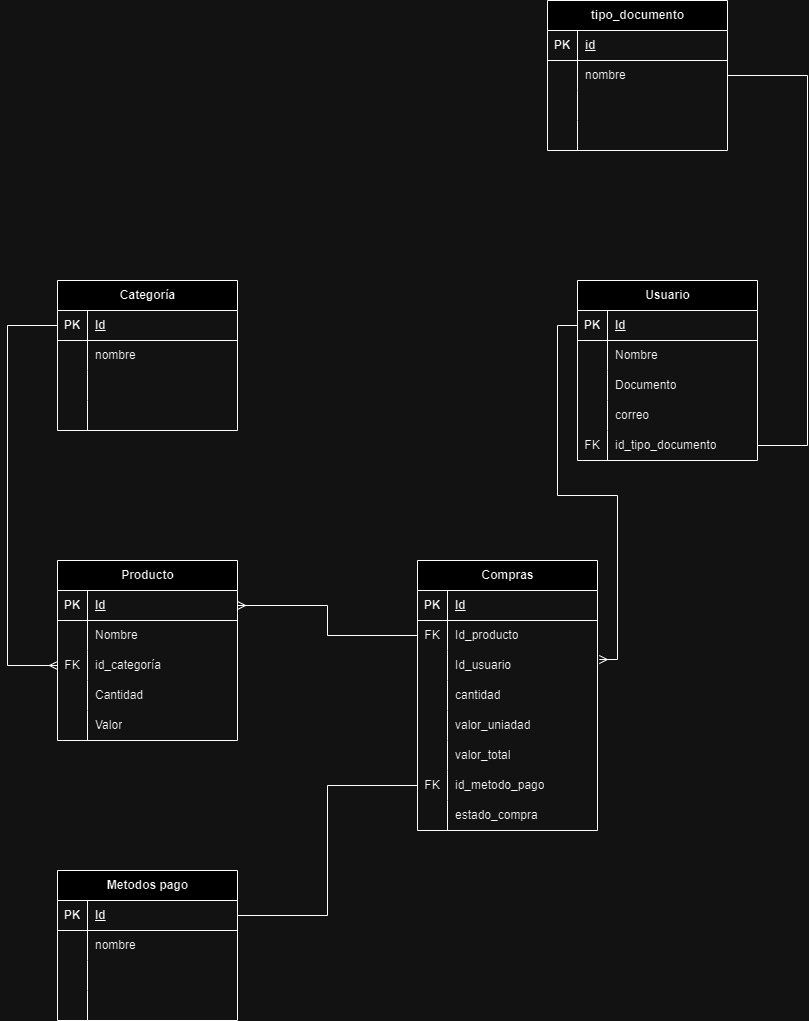 tipo_documento
PK id
nombre
Categoría
PK Id
nombre
Usuario
PK Id
Nombre
Documento
correo
FK id_tipo_documento
Producto
PK Id
Nombre
FK id_categoría
Cantidad
Valor
Compras
PK Id
FK Id_producto
Id_usuario
cantidad
valor_uniadad
valor_total
FK id_metodo_pago
estado_compra
Metodos pago
PK Id
nombre